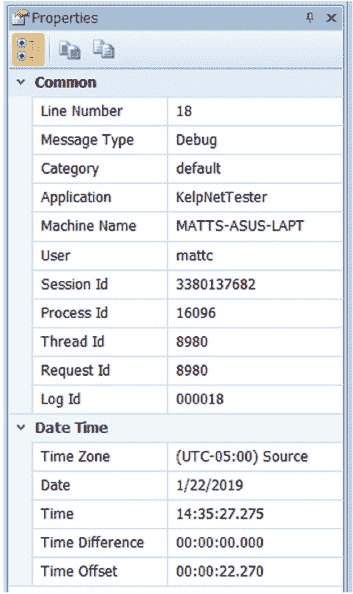 Properties
Common
Line Number 18
Message Type Debug
Category default
Application KelpNetTester
Machine Name MATTS-ASUS-LAPT
User mattc
Session Id 3380137682
Process Id 16096
Thread Id 8980
Request Id 8980
Log Id 000018
Date Time
Time Zone (UTC-05:00) Source
Date 1/22/2019
Time 14:35:27.275
Time Difference 00:00:00.000
Time Offset 00:00:22.270